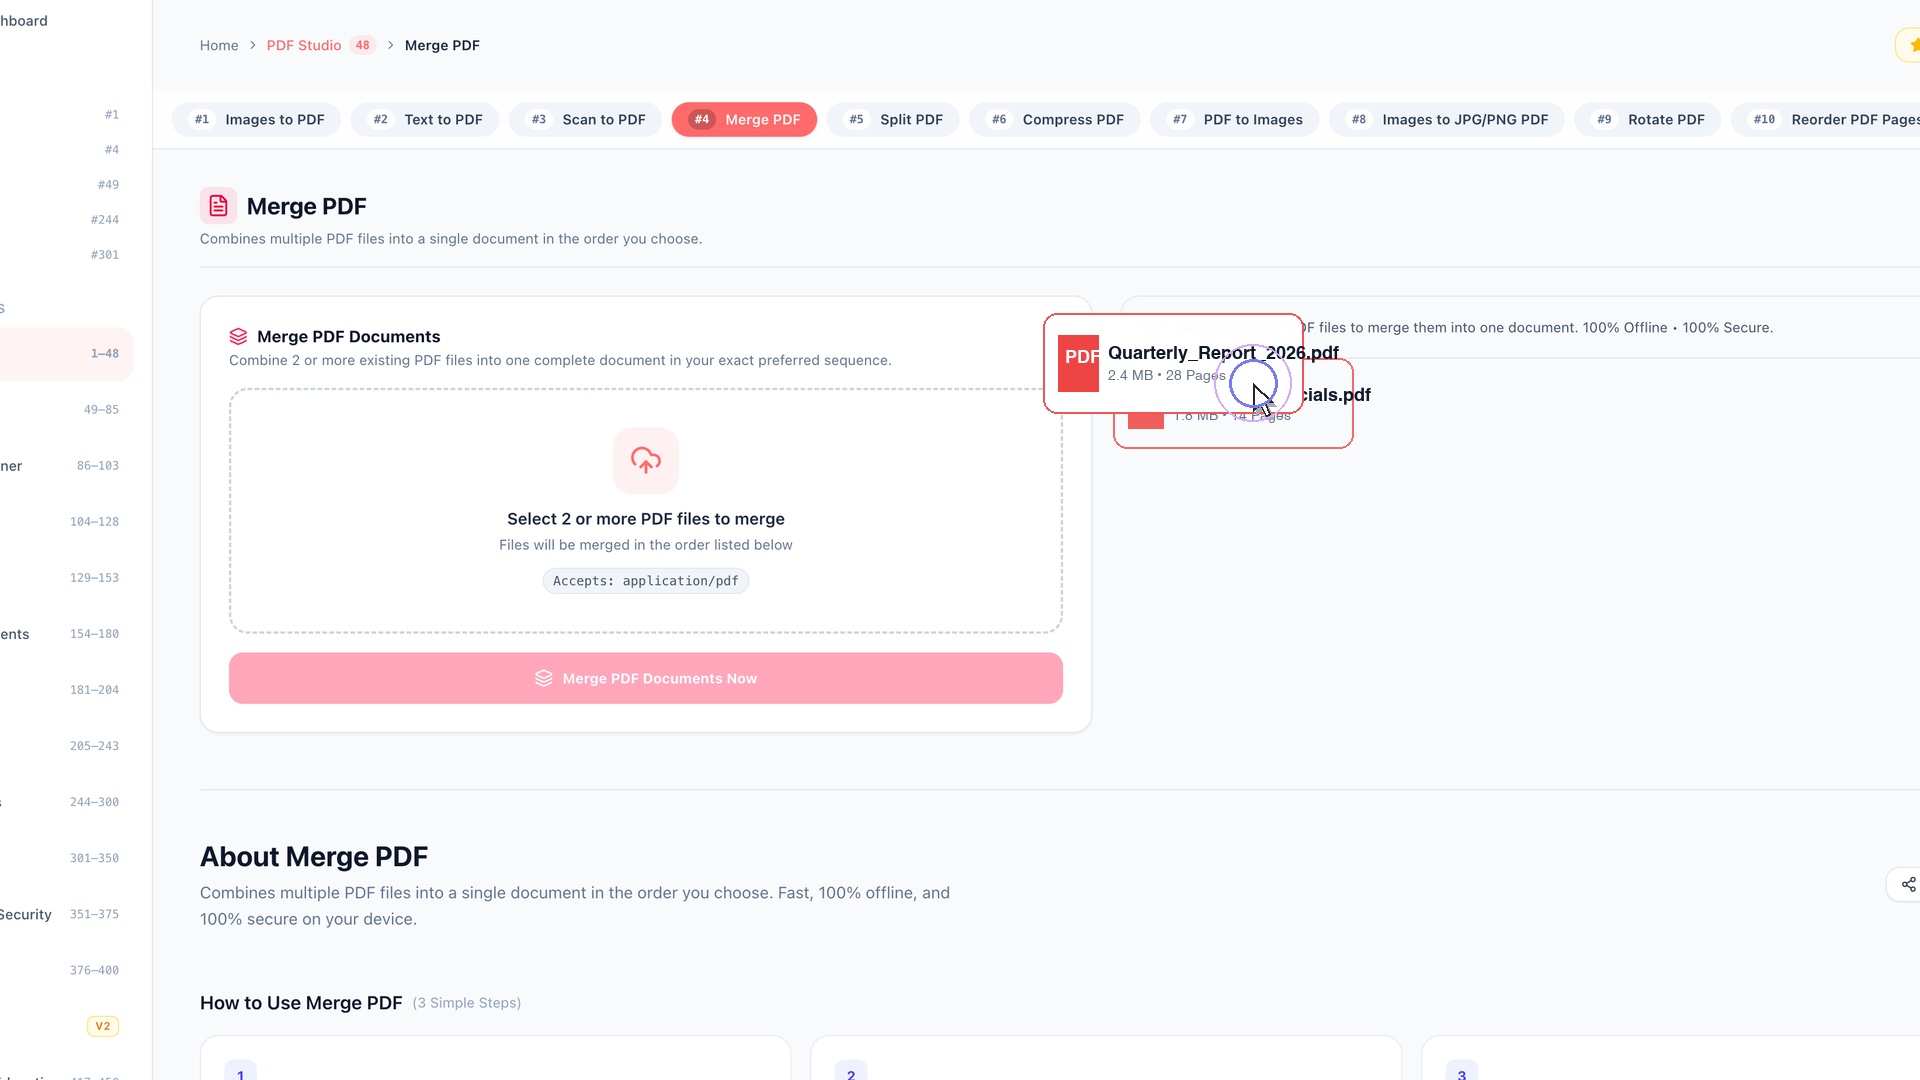 hboard
Home > PDF Studio 48 > Merge PDF
#1
#4
#49
#244
#301
S
1–48
49–85
ner 86–103
104–128
129–153
ents 154–180
181–204
205–243
s 244–300
301–350
Security 351–375
376–400
V2
#1 Images to PDF
#2 Text to PDF
#3 Scan to PDF
#4 Merge PDF
#5 Split PDF
#6 Compress PDF
#7 PDF to Images
#8 Images to JPG/PNG PDF
#9 Rotate PDF
#10 Reorder PDF Pages
Merge PDF
Combines multiple PDF files into a single document in the order you choose.
Merge PDF Documents
Combine 2 or more existing PDF files into one complete document in your exact preferred sequence.
Select 2 or more PDF files to merge
Files will be merged in the order listed below
Accepts: application/pdf
Merge PDF Documents Now
DF files to merge them into one document. 100% Offline • 100% Secure.
PDF
Quarterly_Report_2026.pdf
2.4 MB • 28 Pages
cials.pdf
1.8 MB • 14 Pages
About Merge PDF
Combines multiple PDF files into a single document in the order you choose. Fast, 100% offline, and
100% secure on your device.
How to Use Merge PDF (3 Simple Steps)
1
2
3